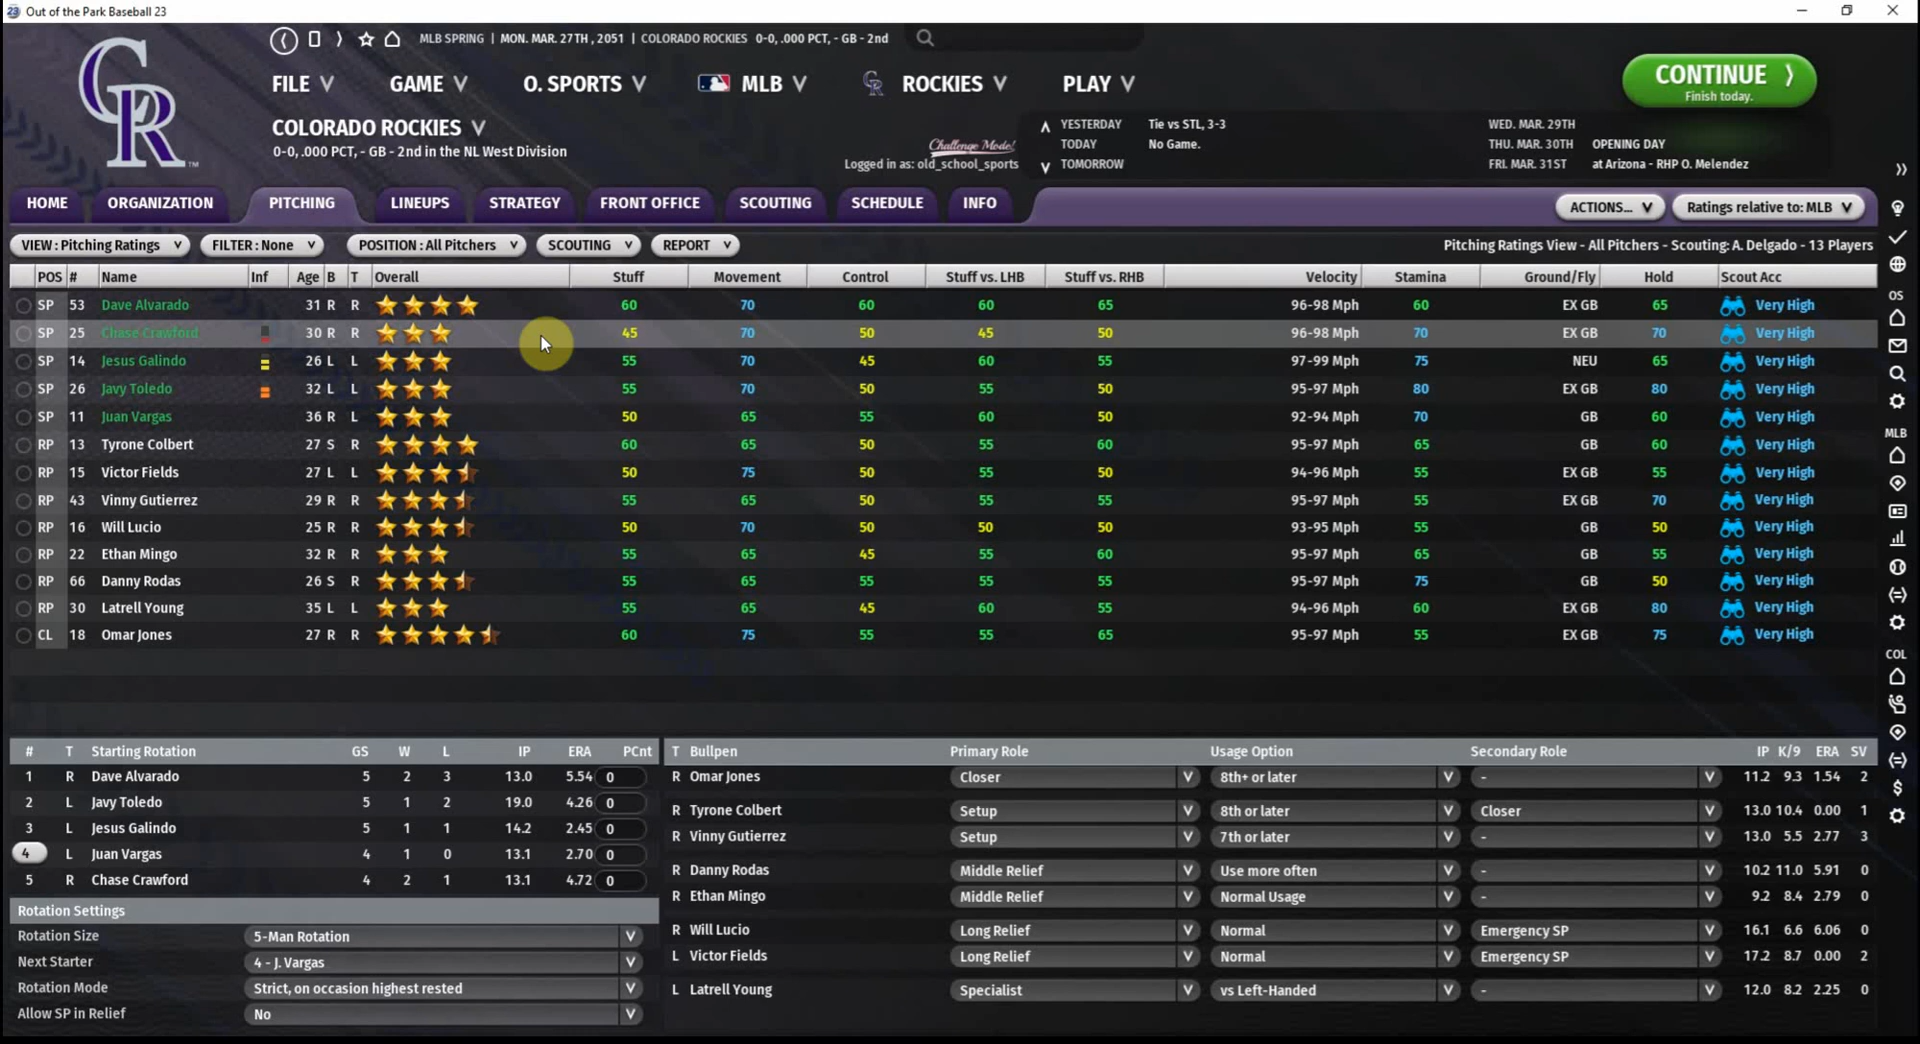 23 Out of the Park Baseball 23
MLB SPRING | MON. MAR. 27TH , 2051 | COLORADO ROCKIES 0-0, .000 PCT, - GB - 2nd
FILE GAME O. SPORTS MLB ROCKIES PLAY
CONTINUE
Finish today.
CR
TM
COLORADO ROCKIES
0-0, .000 PCT, - GB - 2nd in the NL West Division
Challenge Mode!
Logged in as: old_school_sports
YESTERDAY Tie vs STL, 3-3
TODAY No Game.
TOMORROW
WED. MAR. 29TH
THU. MAR. 30TH OPENING DAY
FRI. MAR. 31ST at Arizona - RHP O. Melendez
HOME ORGANIZATION PITCHING LINEUPS STRATEGY FRONT OFFICE SCOUTING SCHEDULE INFO
ACTIONS... Ratings relative to: MLB
VIEW : Pitching Ratings FILTER : None POSITION : All Pitchers SCOUTING REPORT
Pitching Ratings View - All Pitchers - Scouting: A. Delgado - 13 Players
POS # Name Inf Age B T Overall Stuff Movement Control Stuff vs. LHB Stuff vs. RHB Velocity Stamina Ground/Fly Hold Scout Acc
SP 53 Dave Alvarado 31 R R 60 70 60 60 65 96-98 Mph 60 EX GB 65 Very High
SP 25 Chase Crawford 30 R R 45 70 50 45 50 96-98 Mph 70 EX GB 70 Very High
SP 14 Jesus Galindo 26 L L 55 70 45 60 55 97-99 Mph 75 NEU 65 Very High
SP 26 Javy Toledo 32 L L 55 70 50 55 50 95-97 Mph 80 EX GB 80 Very High
SP 11 Juan Vargas 36 R L 50 65 55 60 50 92-94 Mph 70 GB 60 Very High
RP 13 Tyrone Colbert 27 S R 60 65 50 55 60 95-97 Mph 65 GB 60 Very High
RP 15 Victor Fields 27 L L 50 75 50 55 50 94-96 Mph 55 EX GB 55 Very High
RP 43 Vinny Gutierrez 29 R R 55 65 50 55 55 95-97 Mph 55 EX GB 70 Very High
RP 16 Will Lucio 25 R R 50 70 50 50 50 93-95 Mph 55 GB 50 Very High
RP 22 Ethan Mingo 32 R R 55 65 45 55 60 95-97 Mph 65 GB 55 Very High
RP 66 Danny Rodas 26 S R 55 65 55 55 55 95-97 Mph 75 GB 50 Very High
RP 30 Latrell Young 35 L L 55 65 45 60 55 94-96 Mph 60 EX GB 80 Very High
CL 18 Omar Jones 27 R R 60 75 55 55 65 95-97 Mph 55 EX GB 75 Very High
OS
MLB
COL
# T Starting Rotation GS W L IP ERA PCnt
1 R Dave Alvarado 5 2 3 13.0 5.54 0
2 L Javy Toledo 5 1 2 19.0 4.26 0
3 L Jesus Galindo 5 1 1 14.2 2.45 0
4 L Juan Vargas 4 1 0 13.1 2.70 0
5 R Chase Crawford 4 2 1 13.1 4.72 0
Rotation Settings
Rotation Size 5-Man Rotation
Next Starter 4 - J. Vargas
Rotation Mode Strict, on occasion highest rested
Allow SP in Relief No
T Bullpen Primary Role Usage Option Secondary Role IP K/9 ERA SV
R Omar Jones Closer 8th+ or later - 11.2 9.3 1.54 2
R Tyrone Colbert Setup 8th or later Closer 13.0 10.4 0.00 1
R Vinny Gutierrez Setup 7th or later - 13.0 5.5 2.77 3
R Danny Rodas Middle Relief Use more often - 10.2 11.0 5.91 0
R Ethan Mingo Middle Relief Normal Usage - 9.2 8.4 2.79 0
R Will Lucio Long Relief Normal Emergency SP 16.1 6.6 6.06 0
L Victor Fields Long Relief Normal Emergency SP 17.2 8.7 0.00 2
L Latrell Young Specialist vs Left-Handed - 12.0 8.2 2.25 0